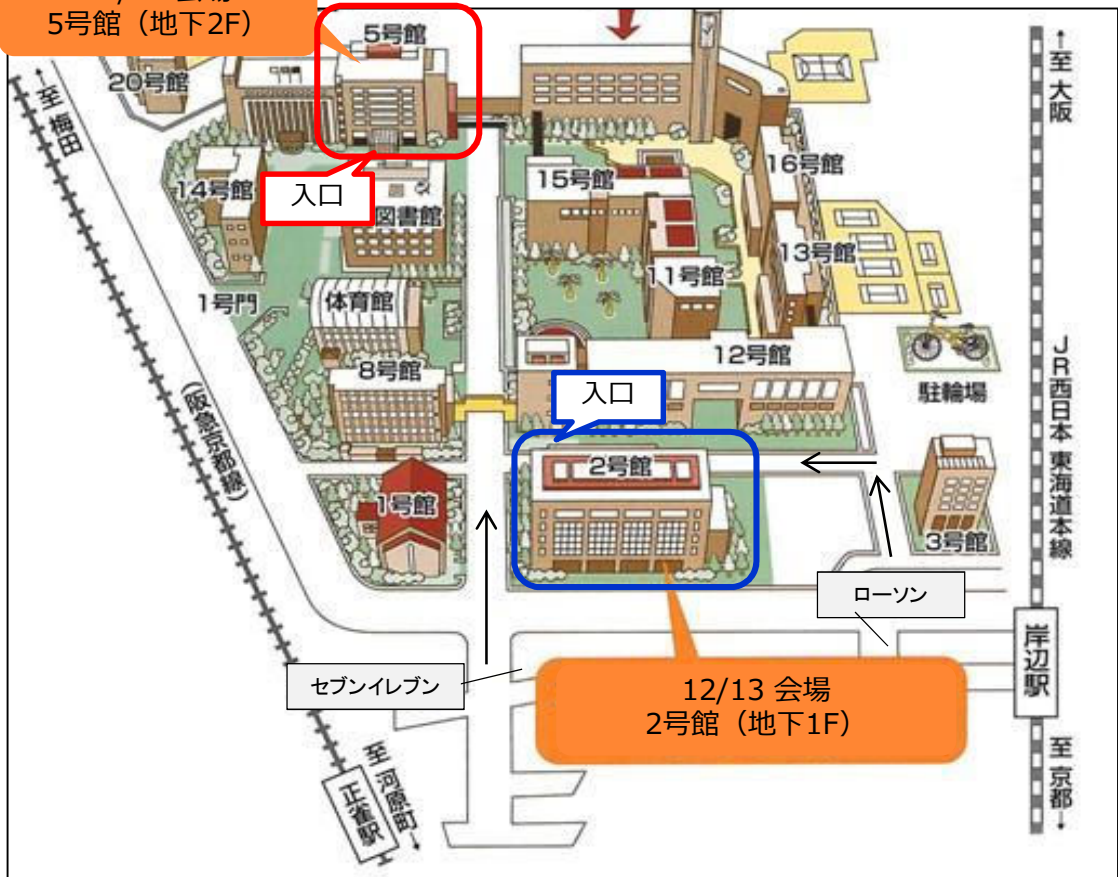 5号館（地下2F）
5号館
20号館
←至 梅田
14号館
入口
図書館
15号館
16号館
13号館
11号館
1号門
体育館
8号館
12号館
入口
駐輪場
←至 大阪
JR西日本 東海道本線
(阪急京都線)
2号館
1号館
3号館
ローソン
セブンイレブン
12/13 会場
2号館（地下1F）
岸辺駅
至 京都→
正雀駅
至 河原町→